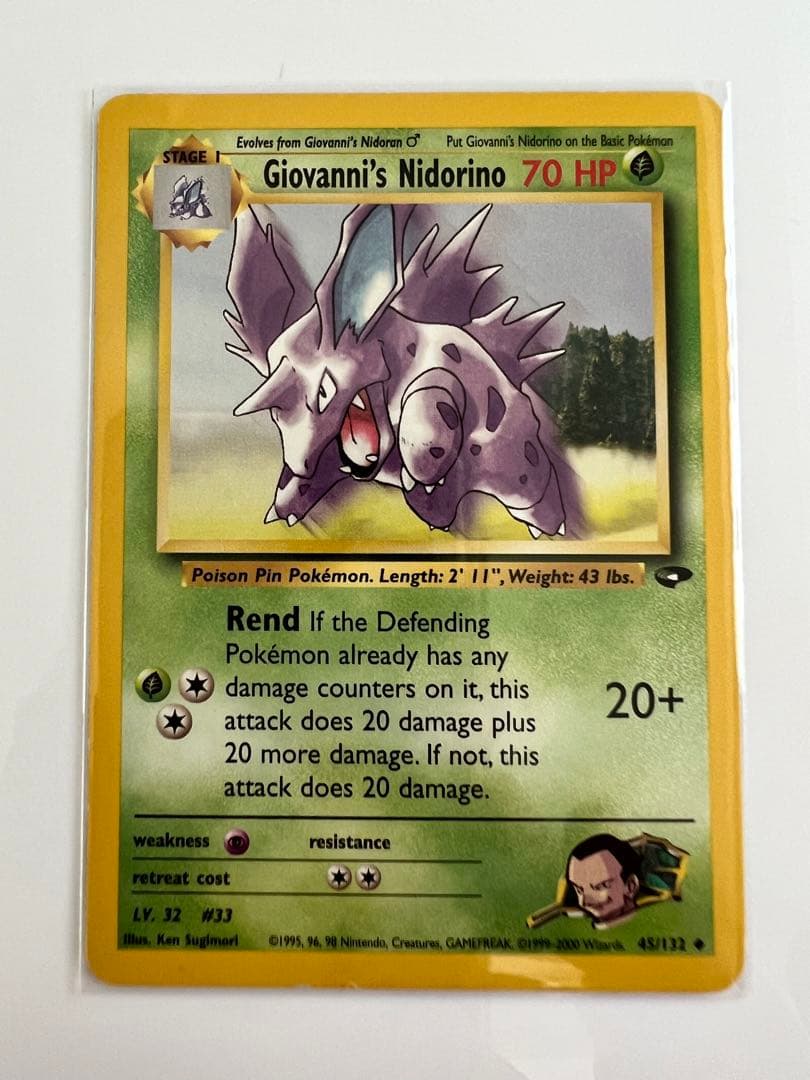 Evolves from Giovanni's Nidoran ♂ Put Giovanni's Nidorino on the Basic Pokémon
STAGE 1
Giovanni's Nidorino 70 HP
Poison Pin Pokémon. Length: 2' 11", Weight: 43 lbs.
Rend If the Defending
Pokémon already has any
damage counters on it, this
attack does 20 damage plus
20 more damage. If not, this
attack does 20 damage.
20+
weakness resistance
retreat cost
LV. 32 #33
Illus. Ken Sugimori ©1995, 96, 98 Nintendo, Creatures, GAMEFREAK. ©1999-2000 Wizards. 45/132